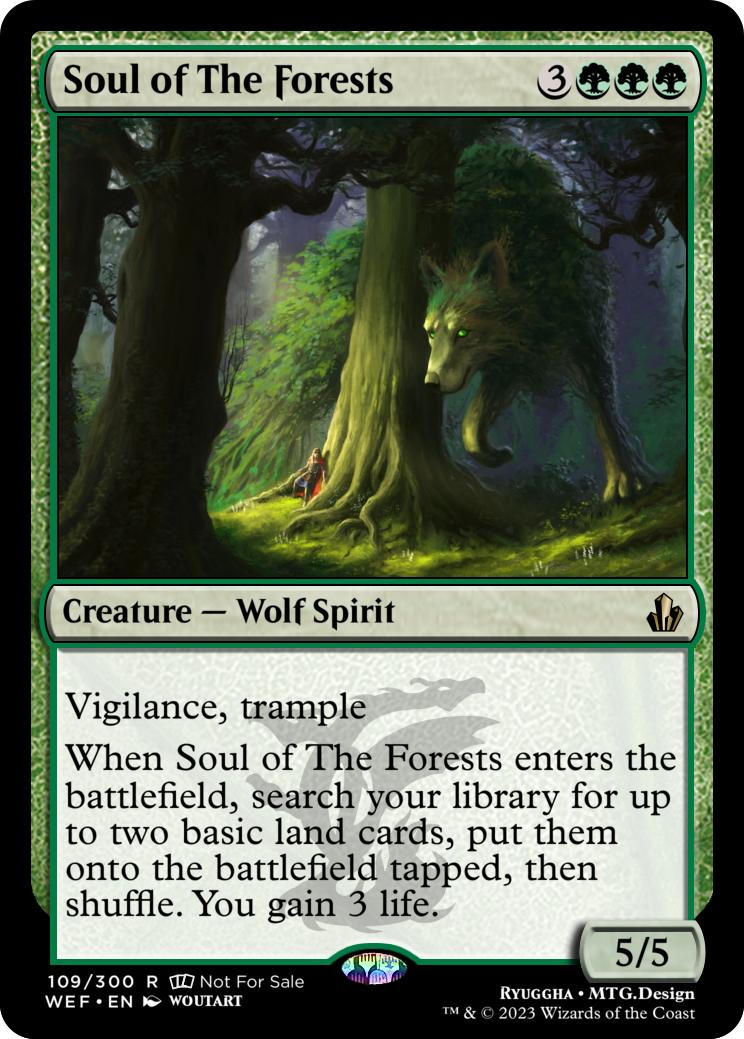 Soul of The Forests 3
Creature — Wolf Spirit
Vigilance, trample
When Soul of The Forests enters the
battlefield, search your library for up
to two basic land cards, put them
onto the battlefield tapped, then
shuffle. You gain 3 life.
5/5
109/300 R Not For Sale
WEF • EN WOUTART
Ryuggha • MTG.Design
™ & © 2023 Wizards of the Coast